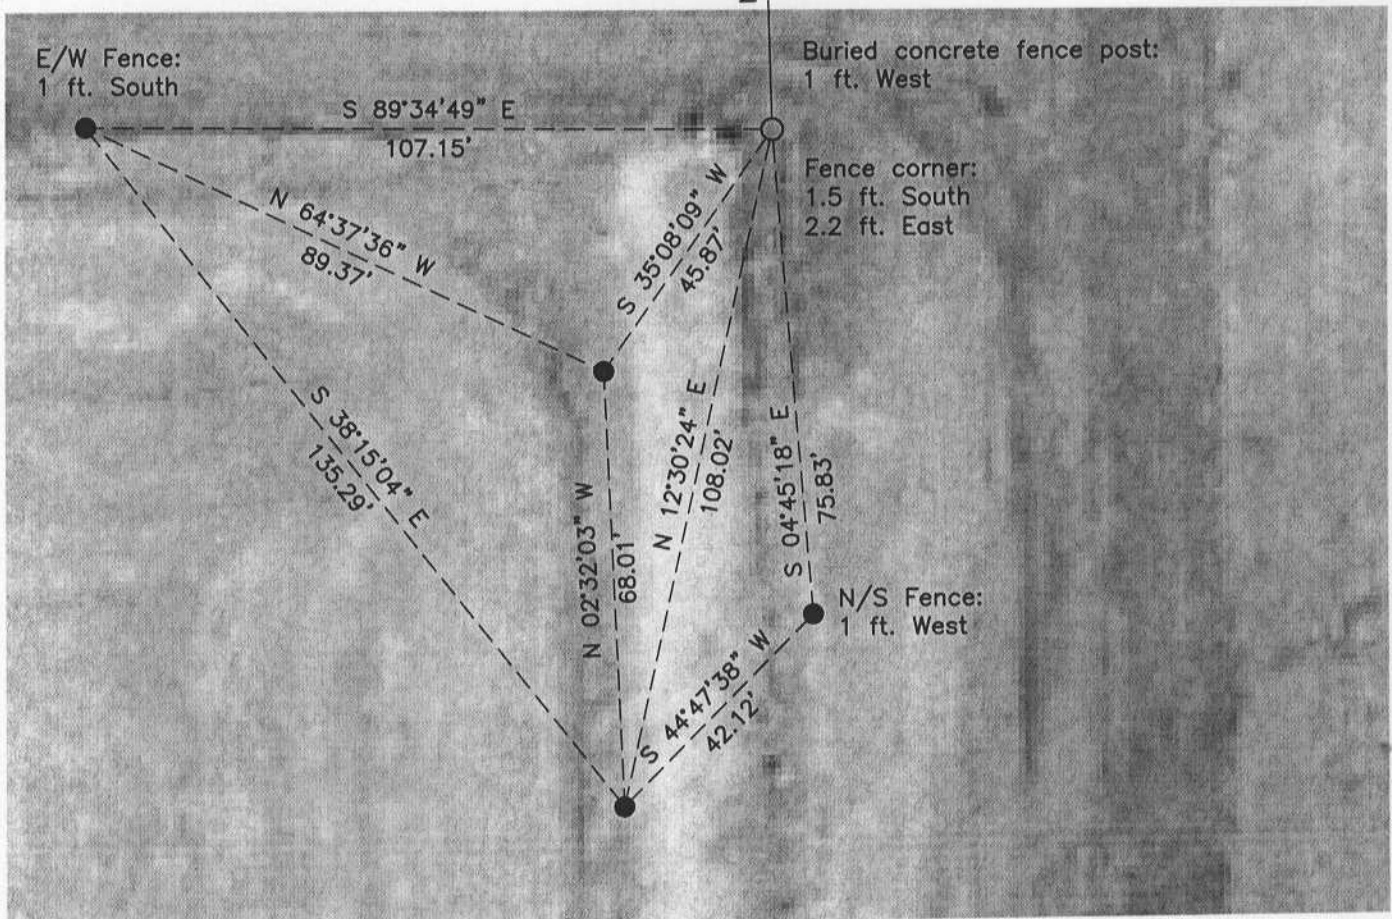 E/W Fence:
1 ft. South
Buried concrete fence post:
1 ft. West
S 89°34'49" E
107.15'
Fence corner:
1.5 ft. South
2.2 ft. East
N 64°37'36" W
89.37'
S 35°08'09" W
45.87'
S 38°15'04" E
135.29'
N 12°30'24" E
108.02'
S 04°45'18" E
75.83'
N 02°32'03" W
68.01'
N/S Fence:
1 ft. West
S 44°47'38" W
42.12'